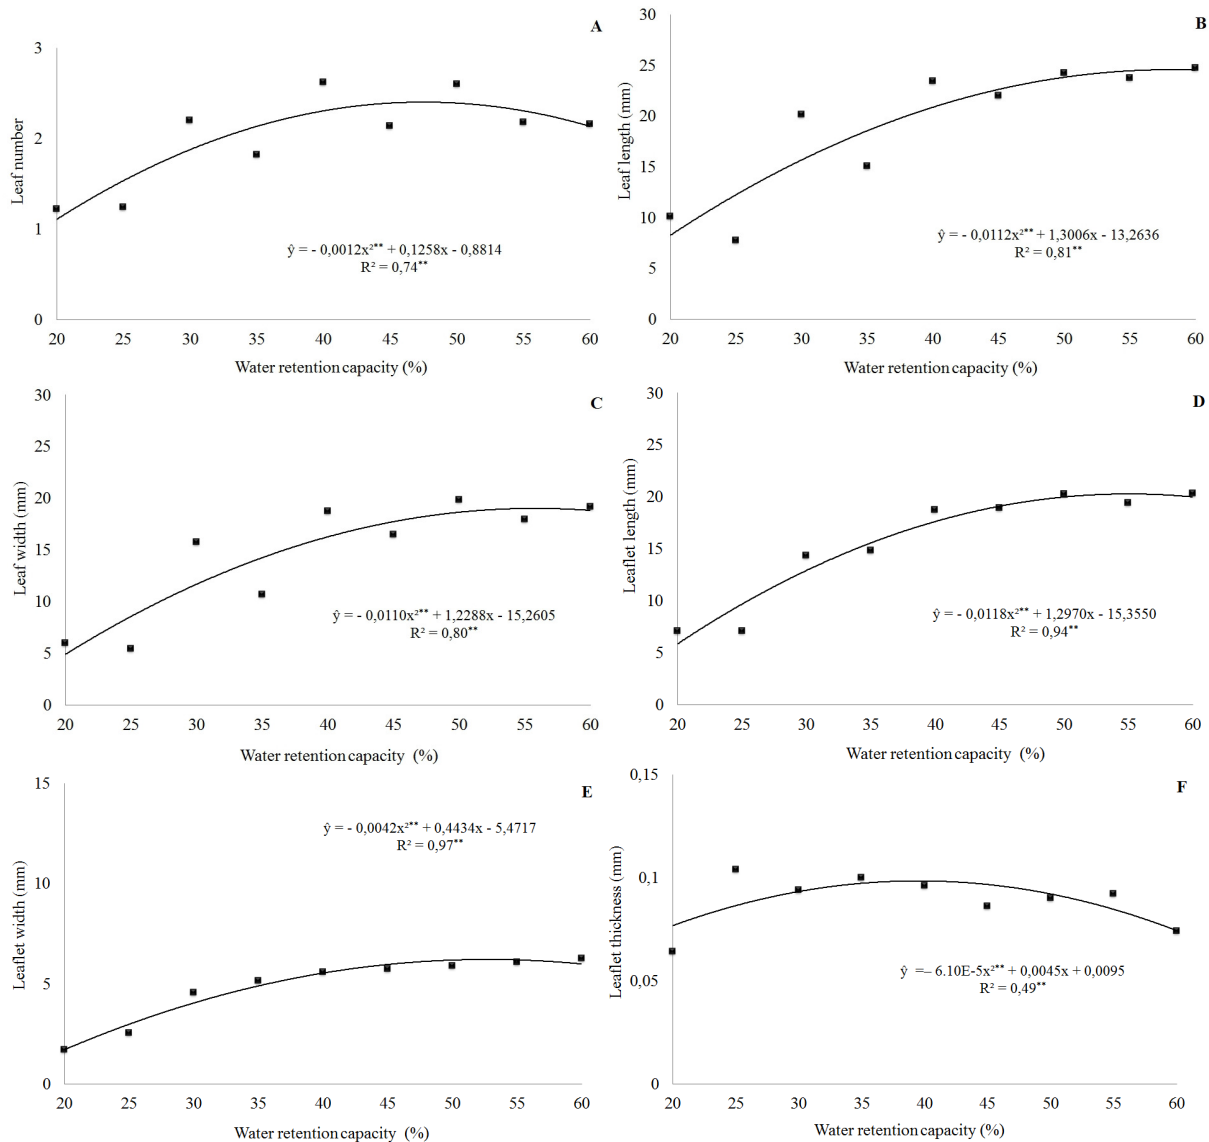 A
Leaf number
3
2
1
0
ŷ = - 0,0012x²** + 0,1258x - 0,8814
R² = 0,74**
20 25 30 35 40 45 50 55 60
Water retention capacity (%)
B
Leaf length (mm)
30
25
20
15
10
5
0
ŷ = - 0,0112x²** + 1,3006x - 13,2636
R² = 0,81**
20 25 30 35 40 45 50 55 60
Water retention capacity (%)
C
Leaf width (mm)
30
25
20
15
10
5
0
ŷ = - 0,0110x²** + 1,2288x - 15,2605
R² = 0,80**
20 25 30 35 40 45 50 55 60
Water retention capacity (%)
D
Leaflet length (mm)
30
25
20
15
10
5
0
ŷ = - 0,0118x²** + 1,2970x - 15,3550
R² = 0,94**
20 25 30 35 40 45 50 55 60
Water retention capacity (%)
E
Leaflet width (mm)
15
10
5
0
ŷ = - 0,0042x²** + 0,4434x - 5,4717
R² = 0,97**
20 25 30 35 40 45 50 55 60
Water retention capacity (%)
F
Leaflet thickness (mm)
0,15
0,1
0,05
0
ŷ =– 6.10E-5x²** + 0,0045x + 0,0095
R² = 0,49**
20 25 30 35 40 45 50 55 60
Water retention capacity (%)